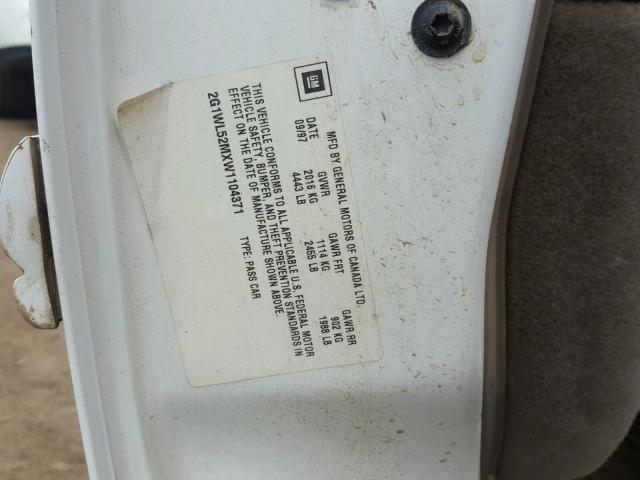 GM
MFD BY GENERAL MOTORS OF CANADA LTD.
DATE GVWR GAWR FRT GAWR RR
09/97 2016 KG 1114 KG 902 KG
4443 LB 2455 LB 1988 LB
THIS VEHICLE CONFORMS TO ALL APPLICABLE U.S. FEDERAL MOTOR
VEHICLE SAFETY, BUMPER, AND THEFT PREVENTION STANDARDS IN
EFFECT ON THE DATE OF MANUFACTURE SHOWN ABOVE.
2G1WL52MXW1104371 TYPE: PASS CAR